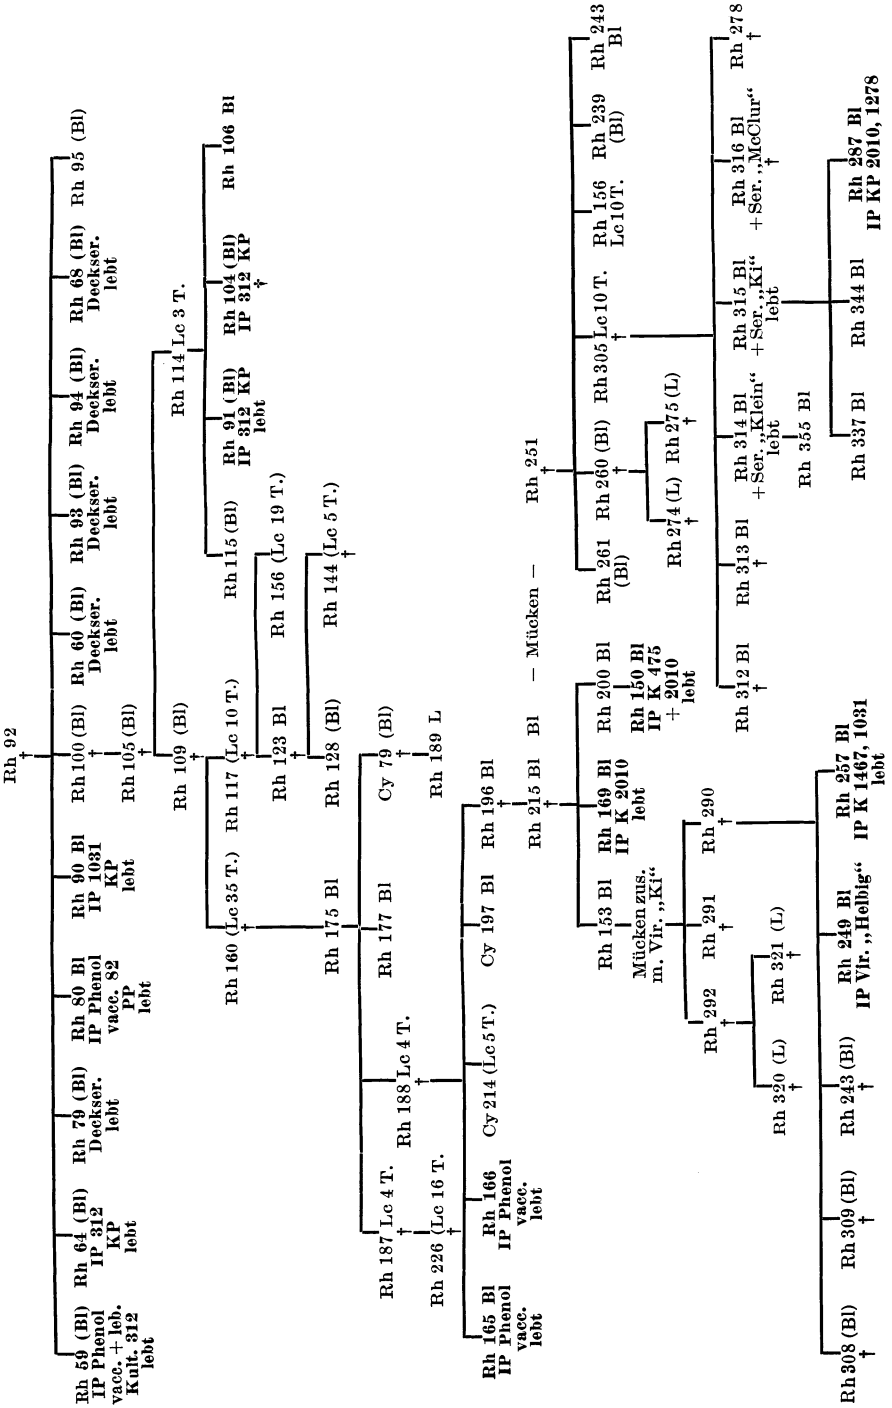 Rh 92
†
Rh 59 (Bl)
IP Phenol
vacc. + leb.
Kult. 312
lebt
Rh 64 (Bl)
IP 312
KP
lebt
Rh 79 (Bl)
Deckser.
lebt
Rh 80 Bl
IP Phenol
vacc. 82
PP
lebt
Rh 90 Bl
IP 1031
KP
lebt
Rh 100 (Bl)
†
Rh 60 (Bl)
Deckser.
lebt
Rh 93 (Bl)
Deckser.
lebt
Rh 94 (Bl)
Deckser.
lebt
Rh 68 (Bl)
Deckser.
lebt
Rh 95 (Bl)
Rh 105 (Bl)
†
Rh 109 (Bl)
†
Rh 114 Lc 3 T.
†
Rh 115 (Bl)
Rh 91 (Bl)
IP 312 KP
lebt
Rh 104 (Bl)
IP 312 KP
†
Rh 106 Bl
Rh 160 (Lc 35 T.)
†
Rh 117 (Lc 10 T.)
†
Rh 123 Bl
†
Rh 156 (Lc 19 T.)
Rh 128 (Bl)
Rh 144 (Lc 5 T.)
†
Rh 175 Bl
Rh 187 Lc 4 T.
†
Rh 188 Lc 4 T.
†
Rh 177 Bl
Cy 79 (Bl)
†
Rh 226 (Lc 16 T.
†
Rh 189 L
Rh 165 Bl
IP Phenol
vacc.
lebt
Rh 166
IP Phenol
vacc.
lebt
Cy 214 (Lc 5 T.)
Cy 197 Bl
Rh 196 Bl
†
Rh 215 Bl
†
Bl — Mücken —
Rh 251
†
Rh 153 Bl
Rh 169 Bl
IP K 2010
lebt
Rh 200 Bl
Rh 150 Bl
IP K 475
+ 2010
lebt
Rh 261
(Bl)
Rh 260 (Bl)
†
Rh 305 Lc 10 T.
†
Rh 156
Lc 10 T.
Rh 239
(Bl)
Rh 243
Bl
Mücken zus.
m. Vir. „Ki“
Rh 274 (L)
†
Rh 275 (L)
†
Rh 292
†
Rh 291
†
Rh 290
†
Rh 312 Bl
†
Rh 313 Bl
†
Rh 314 Bl
+ Ser. „Klein“
lebt
Rh 315 Bl
+ Ser. „Ki“
lebt
Rh 316 Bl
+ Ser. „McClur“
†
Rh 278
†
Rh 320 (L)
†
Rh 321 (L)
†
Rh 355 Bl
Rh 308 (Bl)
†
Rh 309 (Bl)
†
Rh 243 (Bl)
†
Rh 249 Bl
IP Vir. „Helbig“
Rh 257 Bl
IP K 1467, 1031
lebt
Rh 337 Bl
Rh 344 Bl
Rh 287 Bl
IP KP 2010, 1278